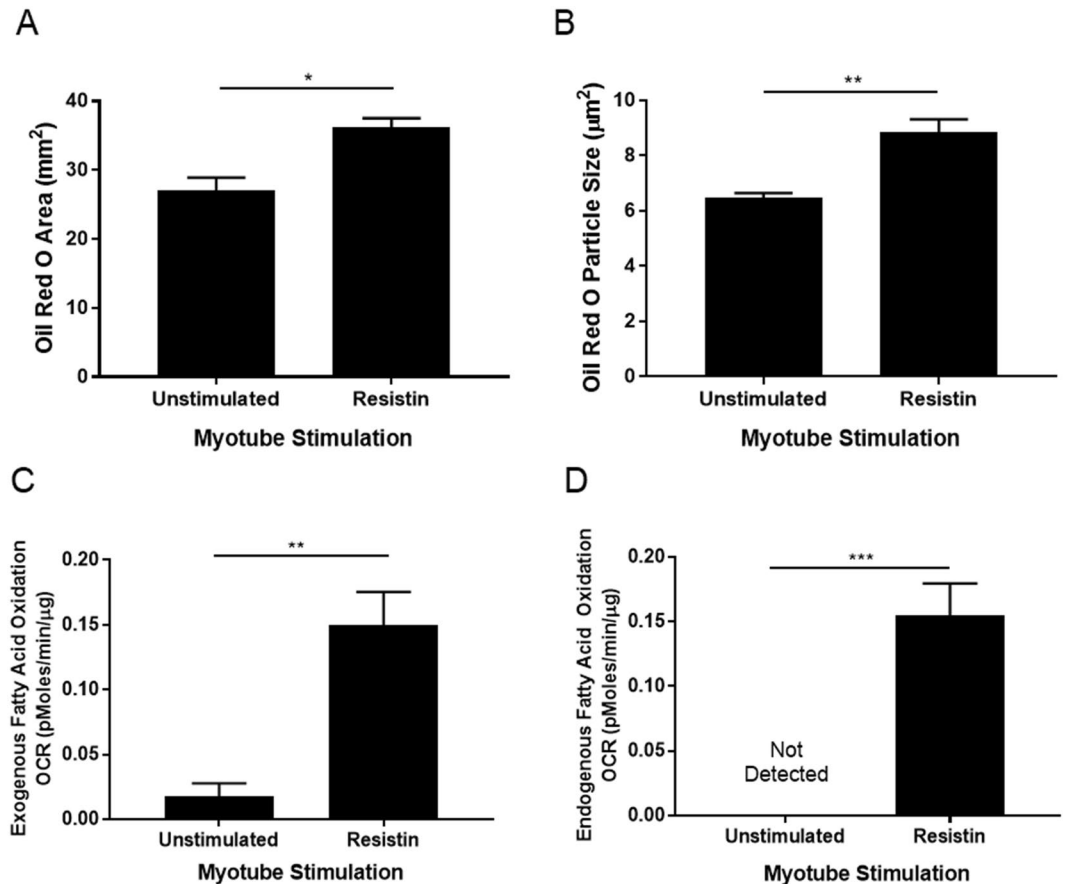 A
Oil Red O Area (mm²)
40
30
20
10
0
*
Unstimulated Resistin
Myotube Stimulation
B
Oil Red O Particle Size (µm²)
10
8
6
4
2
0
**
Unstimulated Resistin
Myotube Stimulation
C
Exogenous Fatty Acid Oxidation
OCR (pMoles/min/µg)
0.20
0.15
0.10
0.05
0.00
**
Unstimulated Resistin
Myotube Stimulation
D
Endogenous Fatty Acid Oxidation
OCR (pMoles/min/µg)
0.20
0.15
0.10
0.05
0.00
***
Not
Detected
Unstimulated Resistin
Myotube Stimulation